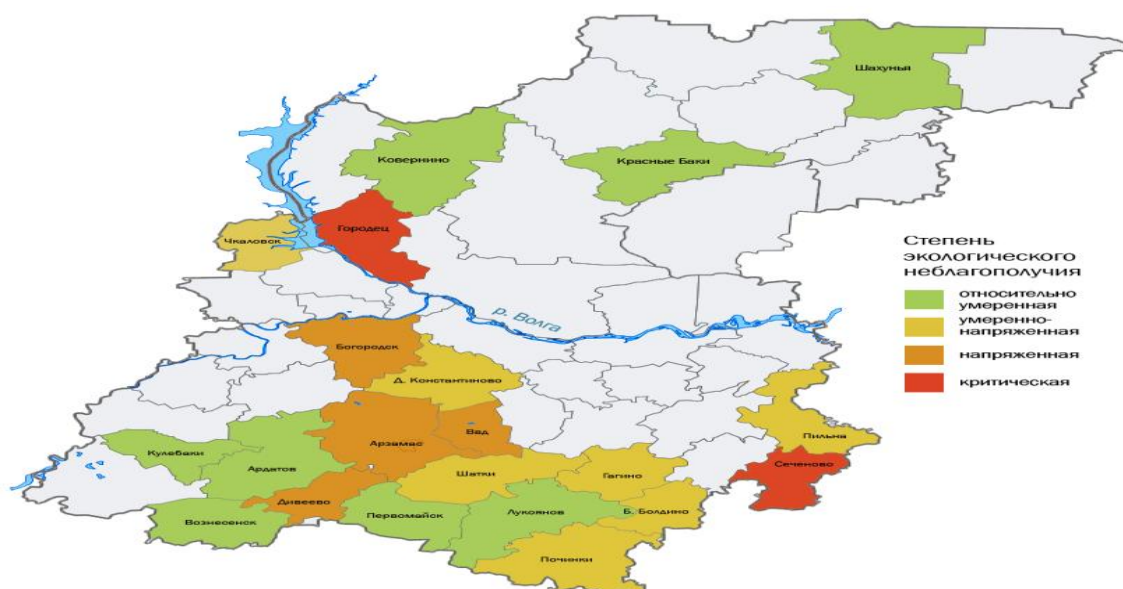 Шахунья
Ковернино
Красные Баки
Городец
Чкаловск
Степень
экологического
неблагополучия
относительно
умеренная
умеренно-
напряженная
напряженная
критическая
р. Волга
Богородск
Д. Константиново
Пильна
Вад
Арзамас
Кулебаки
Ардатов
Шатки
Гагино
Сеченово
Дивеево
Вознесенск
Первомайск
Лукоянов
Б. Болдино
Починки